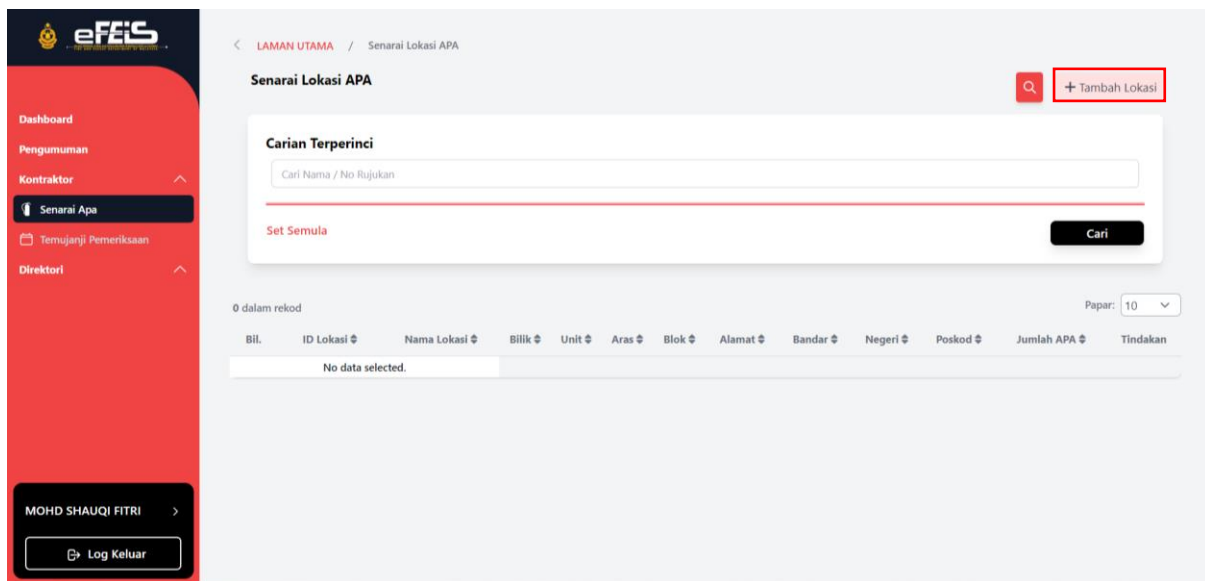 eFEiS
LAMAN UTAMA / Senarai Lokasi APA
Senarai Lokasi APA
+ Tambah Lokasi
Dashboard
Pengumuman
Kontraktor
Senarai Apa
Temujanji Pemeriksaan
Direktori
Carian Terperinci
Cari Nama / No Rujukan
Set Semula
Cari
0 dalam rekod
Papar: 10
Bil. ID Lokasi Nama Lokasi Bilik Unit Aras Blok Alamat Bandar Negeri Poskod Jumlah APA Tindakan
No data selected.
MOHD SHAUQI FITRI
Log Keluar